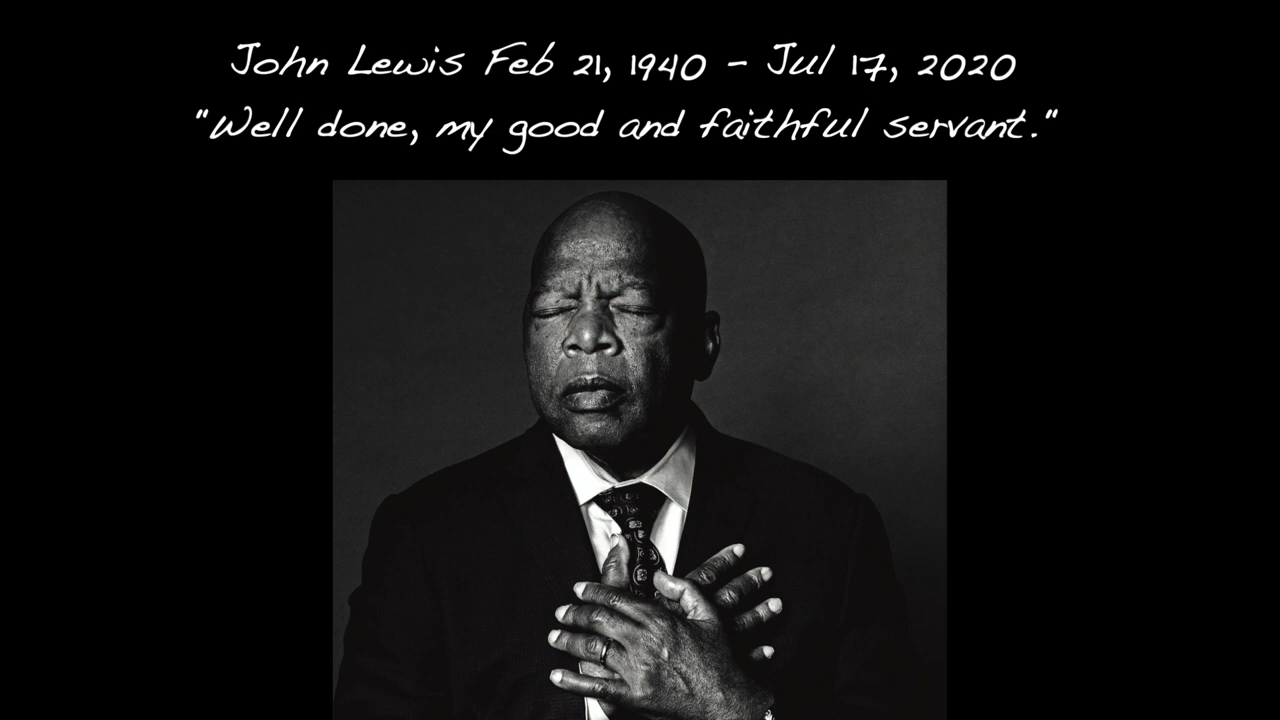 John Lewis Feb 21, 1940 - Jul 17, 2020
"Well done, my good and faithful servant."